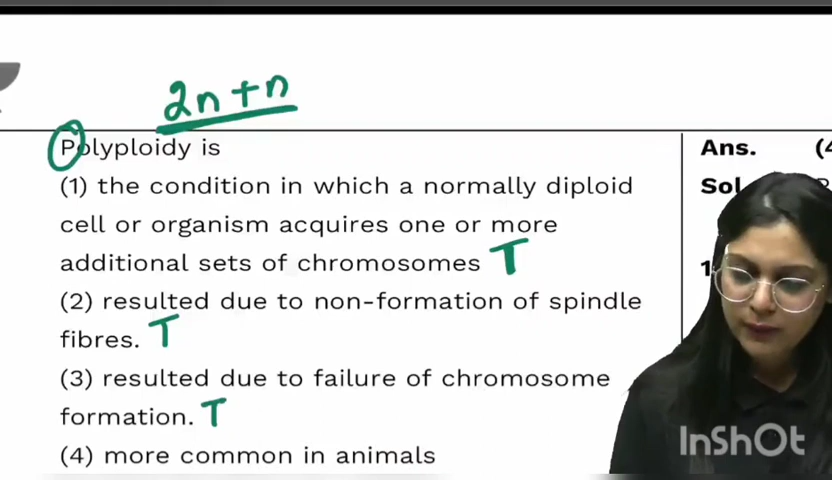 2n+n
Polyploidy is
(1) the condition in which a normally diploid
cell or organism acquires one or more
additional sets of chromosomes T
(2) resulted due to non-formation of spindle
fibres. T
(3) resulted due to failure of chromosome
formation. T
(4) more common in animals
Ans. (4
Sol
1
InShOt